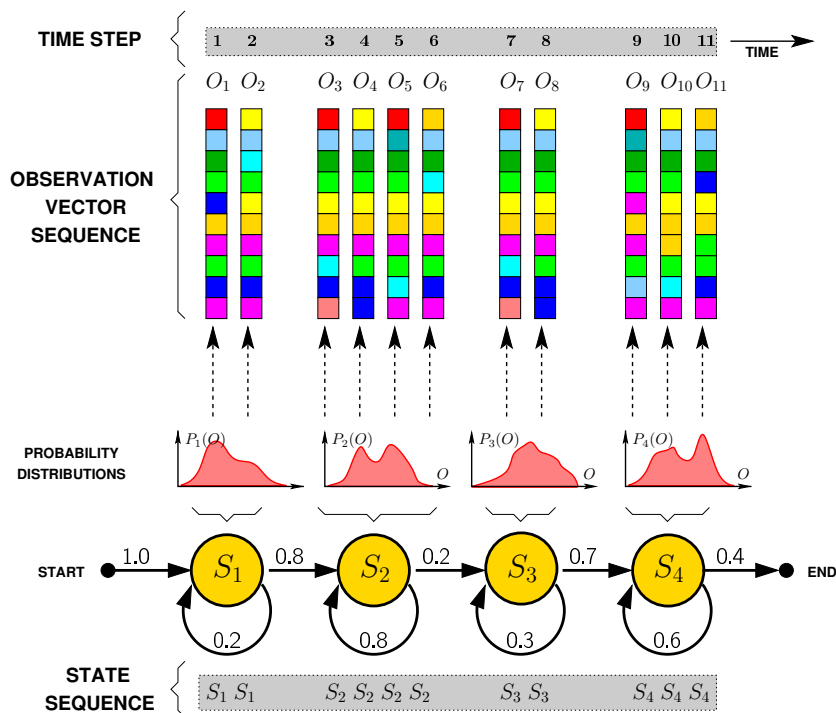 TIME STEP 1 2 3 4 5 6 7 8 9 10 11
TIME
O1 O2 O3 O4 O5 O6 O7 O8 O9 O10 O11
OBSERVATION
VECTOR
SEQUENCE
P1(O) P2(O) P3(O) P4(O)
PROBABILITY
DISTRIBUTIONS
O O O
1.0 0.8 0.2 0.7 0.4
START S1 S2 S3 S4 END
0.2 0.8 0.3 0.6
STATE
SEQUENCE
S1 S1 S2 S2 S2 S2 S3 S3 S4 S4 S4